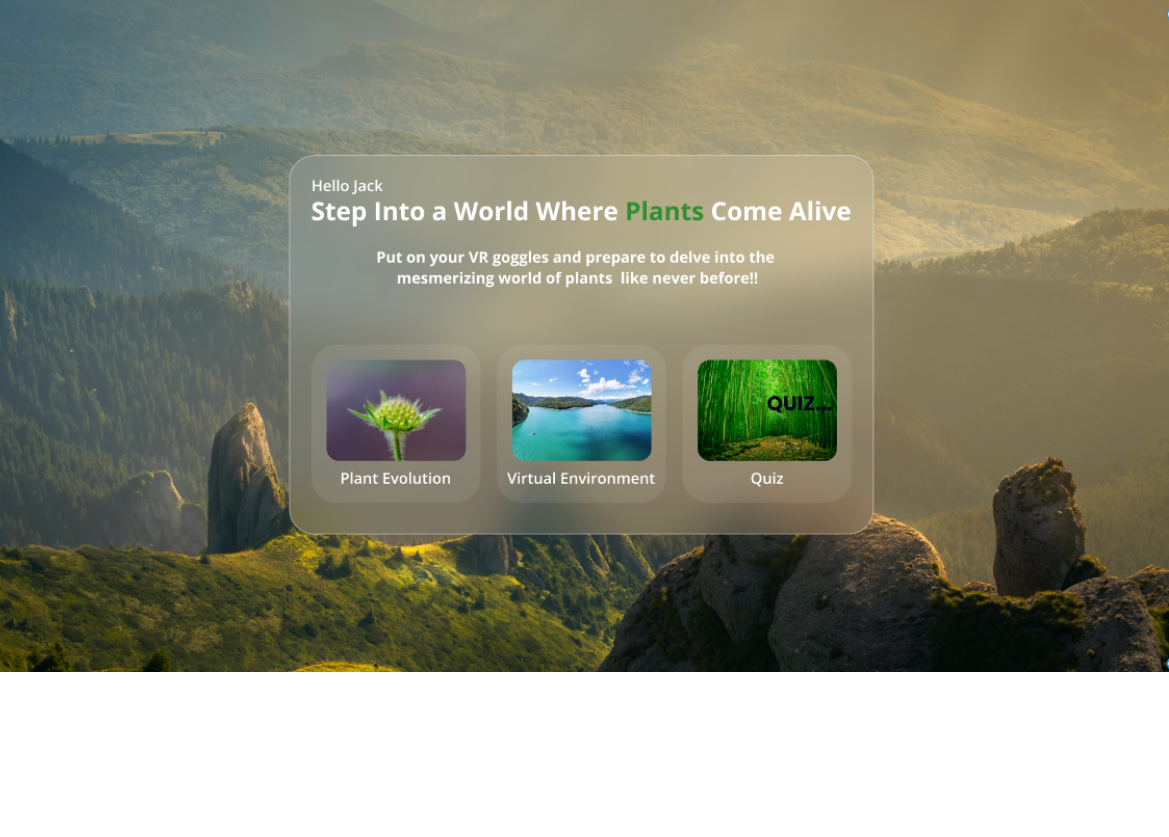 Hello Jack
Step Into a World Where Plants Come Alive
Put on your VR goggles and prepare to delve into the
mesmerizing world of plants  like never before!!
QUIZ...
Plant Evolution
Virtual Environment
Quiz